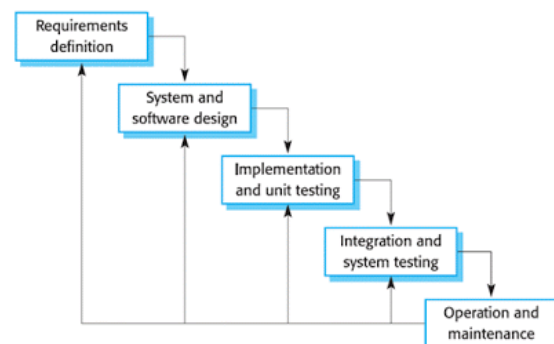 Requirements
definition
System and
software design
Implementation
and unit testing
Integration and
system testing
Operation and
maintenance